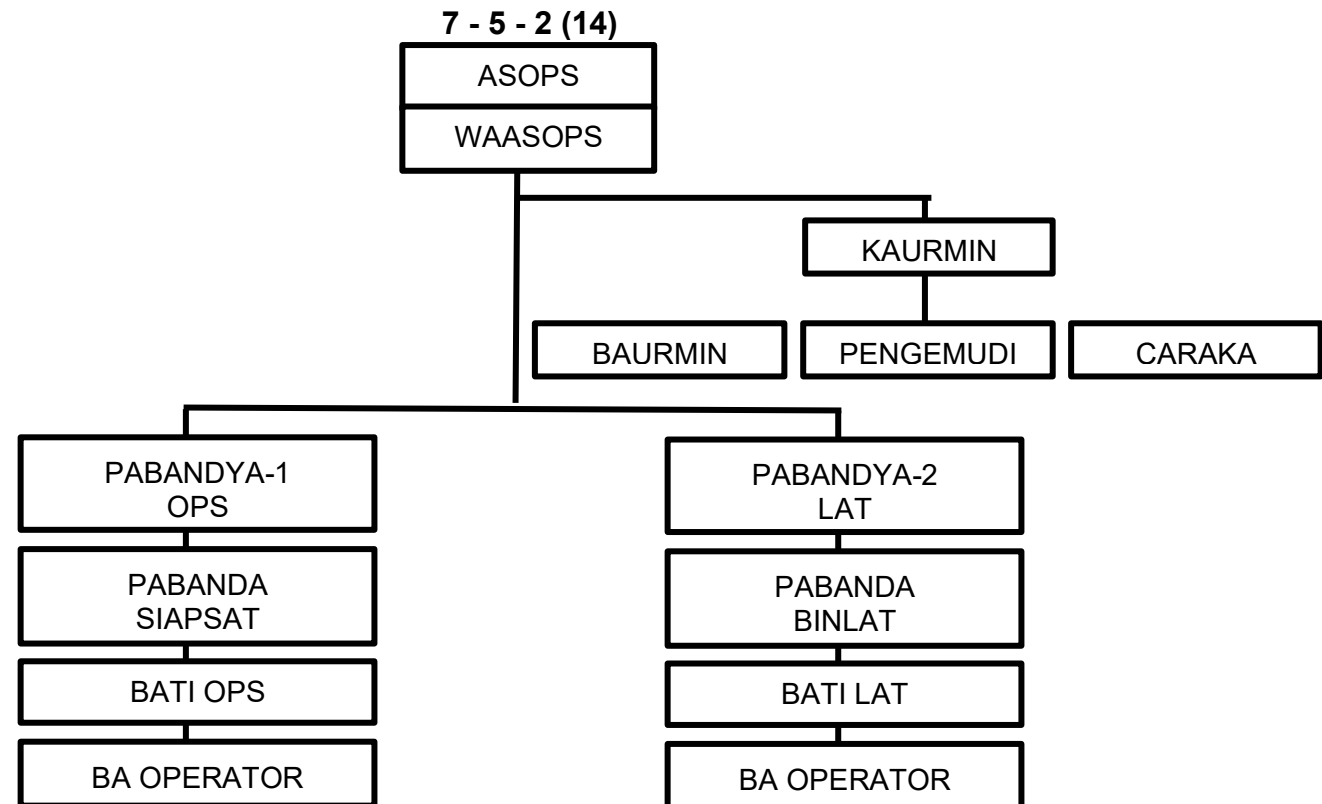 7 - 5 - 2 (14)
ASOPS
WAASOPS
KAURMIN
BAURMIN
PENGEMUDI
CARAKA
PABANDYA-1
OPS
PABANDA
SIAPSAT
BATI OPS
BA OPERATOR
PABANDYA-2
LAT
PABANDA
BINLAT
BATI LAT
BA OPERATOR